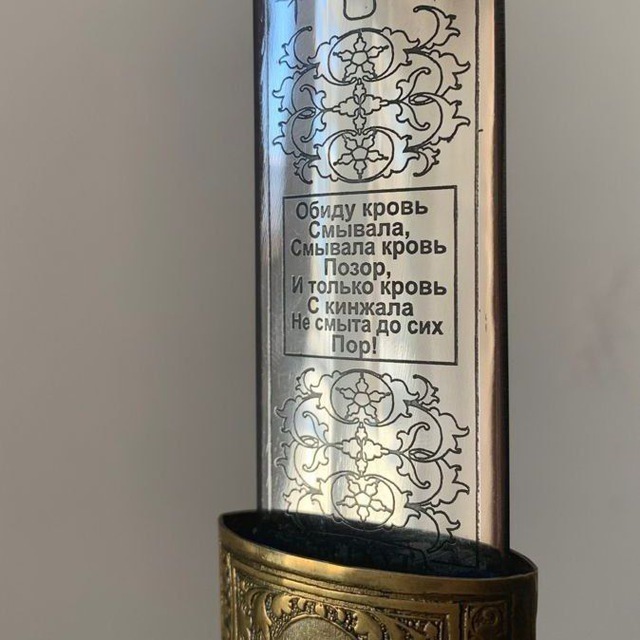 Обиду кровь
Смывала,
Смывала кровь
Позор,
И только кровь
С кинжала
Не смыта до сих
Пор!